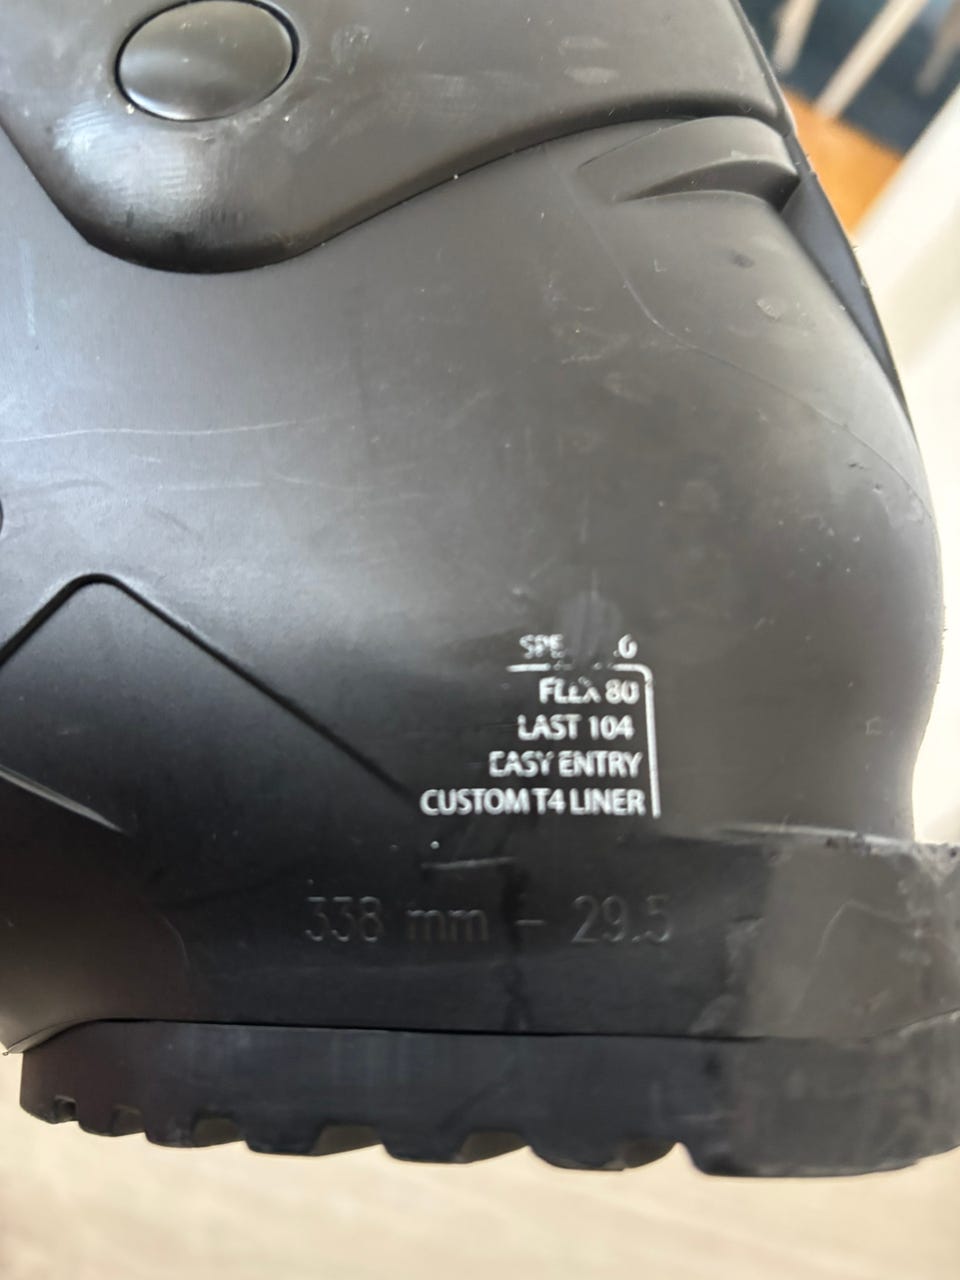 FLEX 80
LAST 104
EASY ENTRY
CUSTOM T4 LINER
338 mm - 29.5